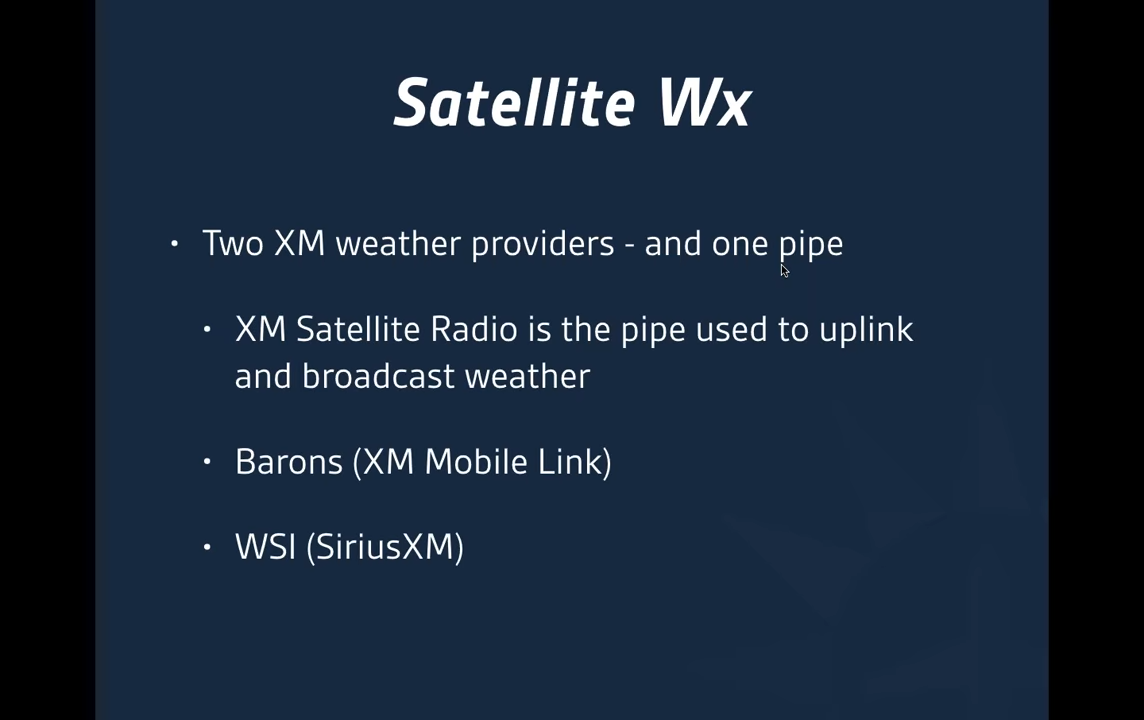 Satellite Wx
• Two XM weather providers - and one pipe
• XM Satellite Radio is the pipe used to uplink
and broadcast weather
• Barons (XM Mobile Link)
• WSI (SiriusXM)